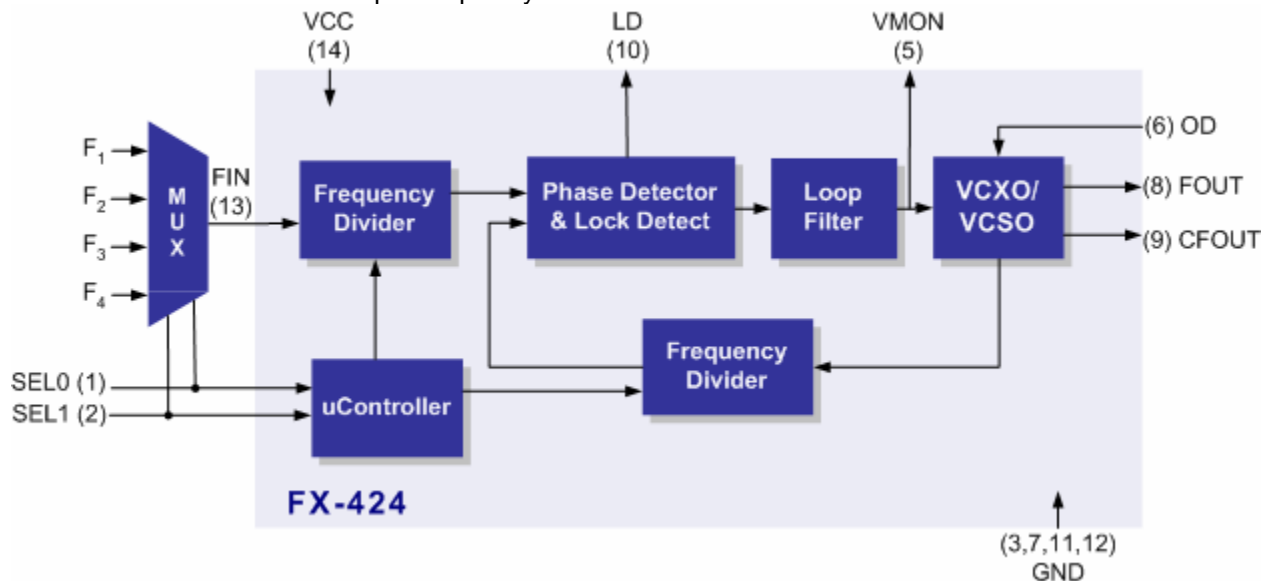 VCC
(14)
LD
(10)
VMON
(5)
F1
F2
F3
F4
MUX
FIN
(13)
Frequency
Divider
Phase Detector
& Lock Detect
Loop
Filter
VCXO/
VCSO
(6) OD
(8) FOUT
(9) CFOUT
Frequency
Divider
SEL0 (1)
SEL1 (2)
uController
FX-424
(3,7,11,12)
GND